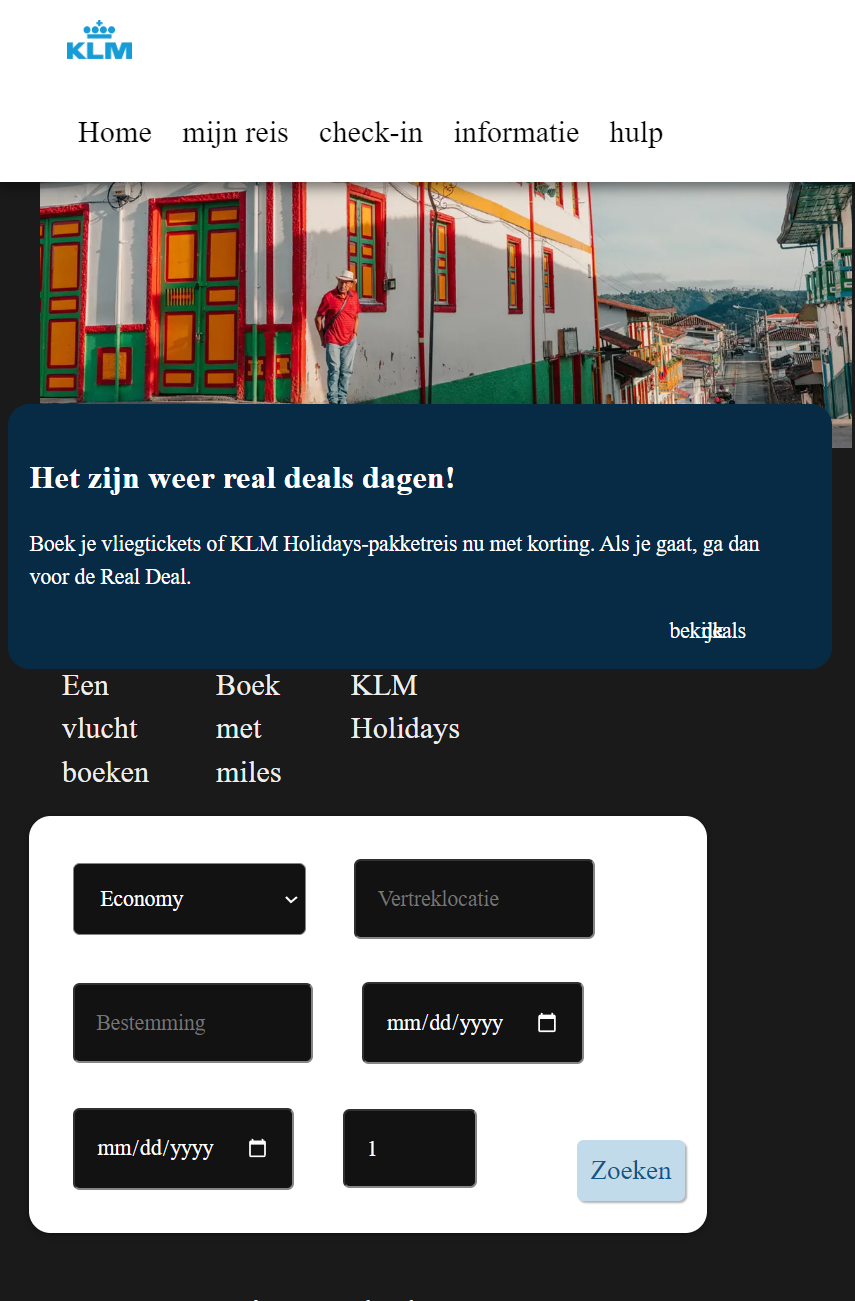 KLM
Home mijn reis check-in informatie hulp
Het zijn weer real deals dagen!
Boek je vliegtickets of KLM Holidays-pakketreis nu met korting. Als je gaat, ga dan
voor de Real Deal.
bekijk deals
Een vlucht boeken
Boek met miles
KLM Holidays
Economy
Vertreklocatie
Bestemming
mm/dd/yyyy
mm/dd/yyyy
1
Zoeken